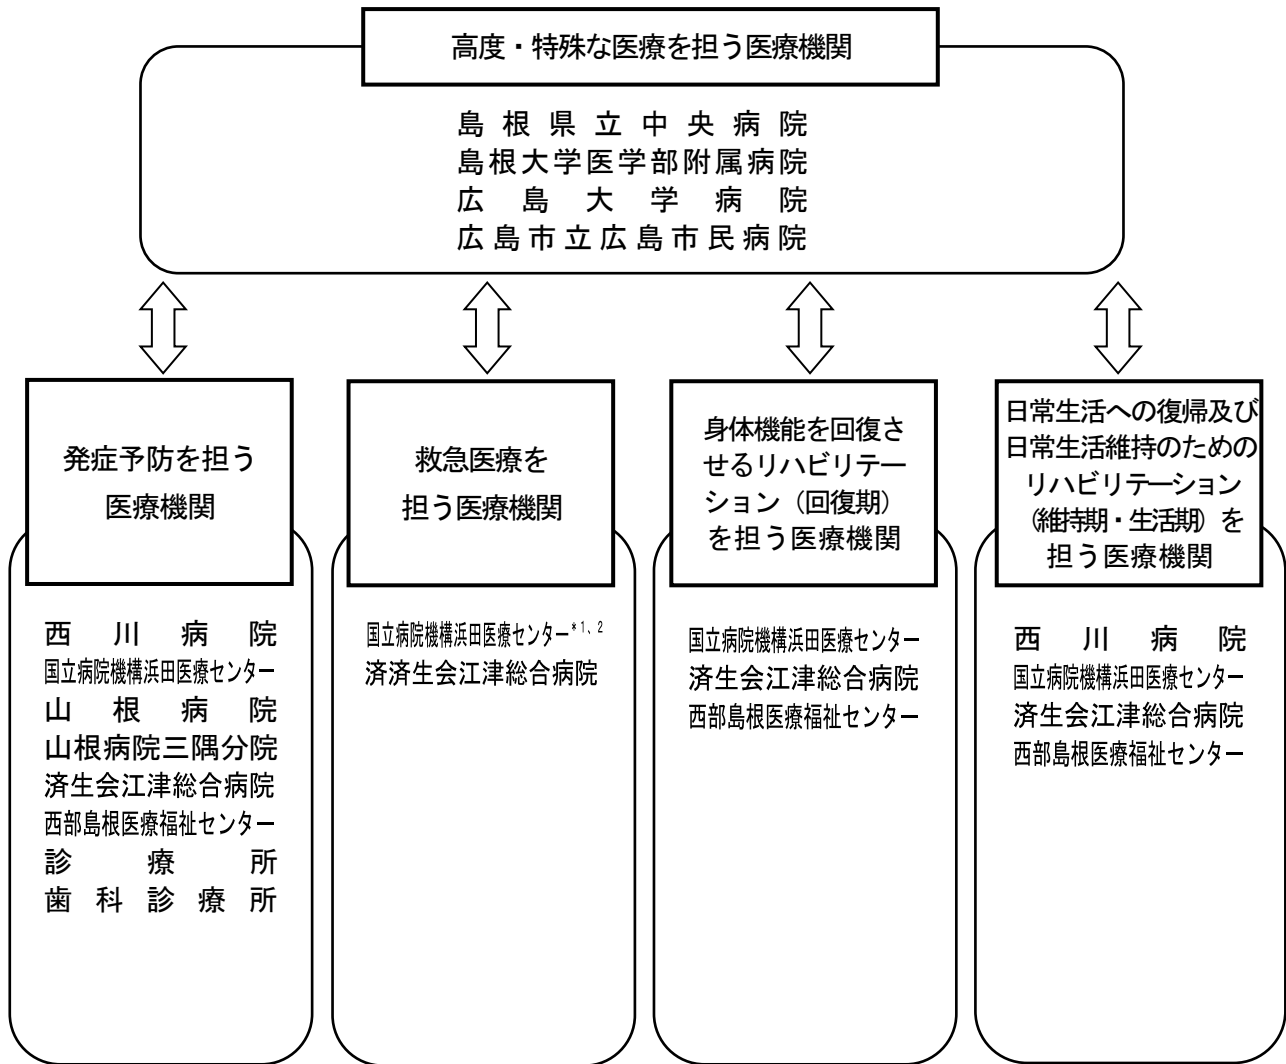 高度・特殊な医療を担う医療機関
島根県立中央病院
島根大学医学部附属病院
広島大学病院
広島市立広島市民病院
発症予防を担う
医療機関
西川病院
国立病院機構浜田医療センター
山根病院
山根病院三隅分院
済生会江津総合病院
西部島根医療福祉センター
診療所
歯科診療所
救急医療を
担う医療機関
国立病院機構浜田医療センター*1、2
済済生会江津総合病院
身体機能を回復さ
せるリハビリテー
ション（回復期）
を担う医療機関
国立病院機構浜田医療センター
済生会江津総合病院
西部島根医療福祉センター
日常生活への復帰及び
日常生活維持のための
リハビリテーション
（維持期・生活期）を
担う医療機関
西川病院
国立病院機構浜田医療センター
済生会江津総合病院
西部島根医療福祉センター